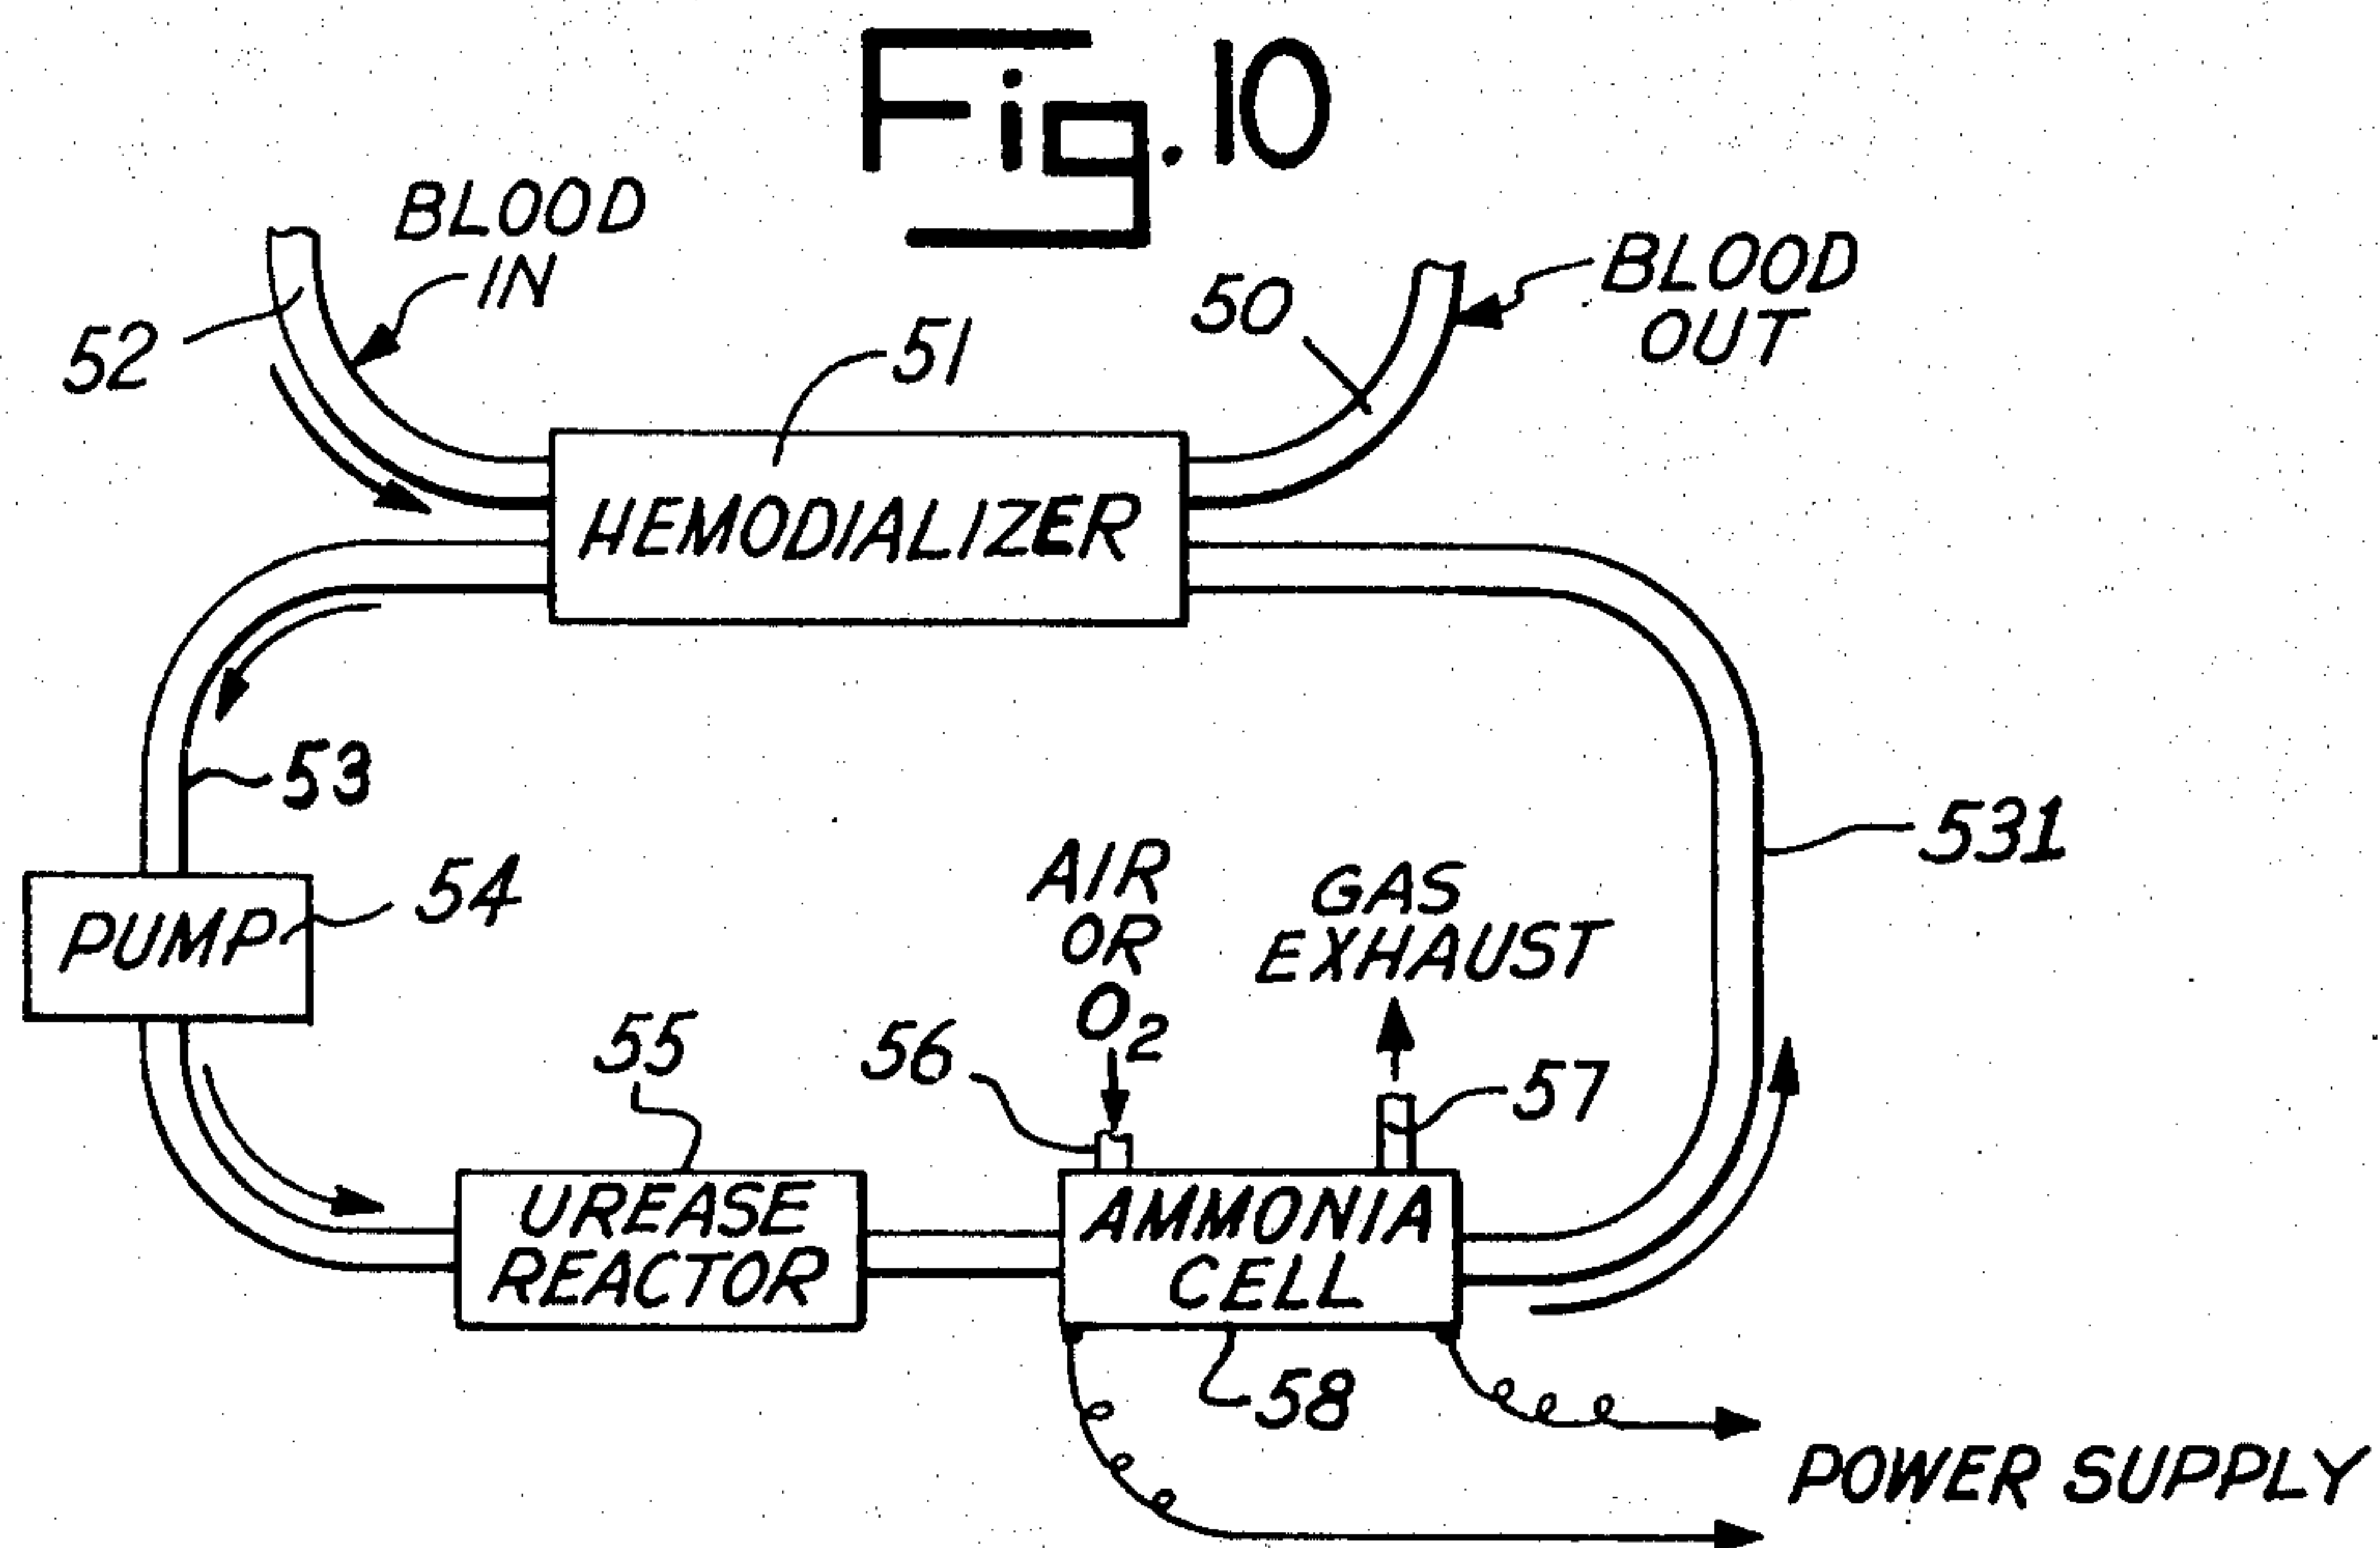 Fig.10
BLOOD
IN
52
51
50
BLOOD
OUT
HEMODIALIZER
53
54
PUMP
531
AIR
OR
O2
GAS
EXHAUST
55
56
57
UREASE
REACTOR
AMMONIA
CELL
58
POWER SUPPLY